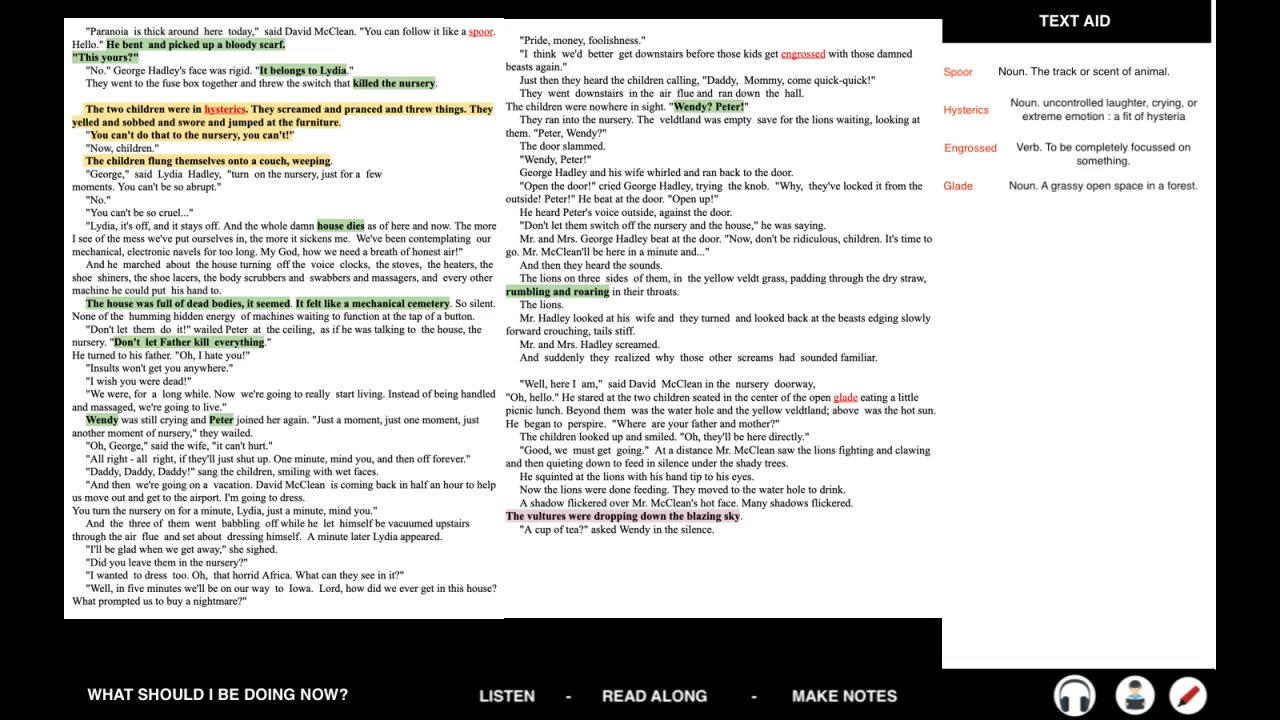 "Paranoia is thick around here today," said David McClean. "You can follow it like a spoor.
Hello." He bent and picked up a bloody scarf.
"This yours?"
"No." George Hadley's face was rigid. "It belongs to Lydia."
They went to the fuse box together and threw the switch that killed the nursery.
The two children were in hysterics. They screamed and pranced and threw things. They
yelled and sobbed and swore and jumped at the furniture.
"You can't do that to the nursery, you can't!"
"Now, children."
The children flung themselves onto a couch, weeping.
"George," said Lydia Hadley, "turn on the nursery, just for a few
moments. You can't be so abrupt."
"No."
"You can't be so cruel..."
"Lydia, it's off, and it stays off. And the whole damn house dies as of here and now. The more
I see of the mess we've put ourselves in, the more it sickens me. We've been contemplating our
mechanical, electronic navels for too long. My God, how we need a breath of honest air!"
And he marched about the house turning off the voice clocks, the stoves, the heaters, the
shoe shiners, the shoe lacers, the body scrubbers and swabbers and massagers, and every other
machine he could put his hand to.
The house was full of dead bodies, it seemed. It felt like a mechanical cemetery. So silent.
None of the humming hidden energy of machines waiting to function at the tap of a button.
"Don't let them do it!" wailed Peter at the ceiling, as if he was talking to the house, the
nursery. "Don't let Father kill everything."
He turned to his father. "Oh, I hate you!"
"Insults won't get you anywhere."
"I wish you were dead!"
"We were, for a long while. Now we're going to really start living. Instead of being handled
and massaged, we're going to live."
Wendy was still crying and Peter joined her again. "Just a moment, just one moment, just
another moment of nursery," they wailed.
"Oh, George," said the wife, "it can't hurt."
"All right - all right, if they'll just shut up. One minute, mind you, and then off forever."
"Daddy, Daddy, Daddy!" sang the children, smiling with wet faces.
"And then we're going on a vacation. David McClean is coming back in half an hour to help
us move out and get to the airport. I'm going to dress.
You turn the nursery on for a minute, Lydia, just a minute, mind you."
And the three of them went babbling off while he let himself be vacuumed upstairs
through the air flue and set about dressing himself. A minute later Lydia appeared.
"I'll be glad when we get away," she sighed.
"Did you leave them in the nursery?"
"I wanted to dress too. Oh, that horrid Africa. What can they see in it?"
"Well, in five minutes we'll be on our way to Iowa. Lord, how did we ever get in this house?
What prompted us to buy a nightmare?"
"Pride, money, foolishness."
"I think we'd better get downstairs before those kids get engrossed with those damned
beasts again."
Just then they heard the children calling, "Daddy, Mommy, come quick-quick!"
They went downstairs in the air flue and ran down the hall.
The children were nowhere in sight. "Wendy? Peter!"
They ran into the nursery. The veldtland was empty save for the lions waiting, looking at
them. "Peter, Wendy?"
The door slammed.
"Wendy, Peter!"
George Hadley and his wife whirled and ran back to the door.
"Open the door!" cried George Hadley, trying the knob. "Why, they've locked it from the
outside! Peter!" He beat at the door. "Open up!"
He heard Peter's voice outside, against the door.
"Don't let them switch off the nursery and the house," he was saying.
Mr. and Mrs. George Hadley beat at the door. "Now, don't be ridiculous, children. It's time to
go. Mr. McClean'll be here in a minute and..."
And then they heard the sounds.
The lions on three sides of them, in the yellow veldt grass, padding through the dry straw,
rumbling and roaring in their throats.
The lions.
Mr. Hadley looked at his wife and they turned and looked back at the beasts edging slowly
forward crouching, tails stiff.
Mr. and Mrs. Hadley screamed.
And suddenly they realized why those other screams had sounded familiar.
"Well, here I am," said David McClean in the nursery doorway,
"Oh, hello." He stared at the two children seated in the center of the open glade eating a little
picnic lunch. Beyond them was the water hole and the yellow veldtland; above was the hot sun.
He began to perspire. "Where are your father and mother?"
The children looked up and smiled. "Oh, they'll be here directly."
"Good, we must get going." At a distance Mr. McClean saw the lions fighting and clawing
and then quieting down to feed in silence under the shady trees.
He squinted at the lions with his hand tip to his eyes.
Now the lions were done feeding. They moved to the water hole to drink.
A shadow flickered over Mr. McClean's hot face. Many shadows flickered.
The vultures were dropping down the blazing sky.
"A cup of tea?" asked Wendy in the silence.
TEXT AID
Spoor Noun. The track or scent of animal.
Hysterics Noun. uncontrolled laughter, crying, or
extreme emotion : a fit of hysteria
Engrossed Verb. To be completely focussed on
something.
Glade Noun. A grassy open space in a forest.
WHAT SHOULD I BE DOING NOW? LISTEN - READ ALONG - MAKE NOTES